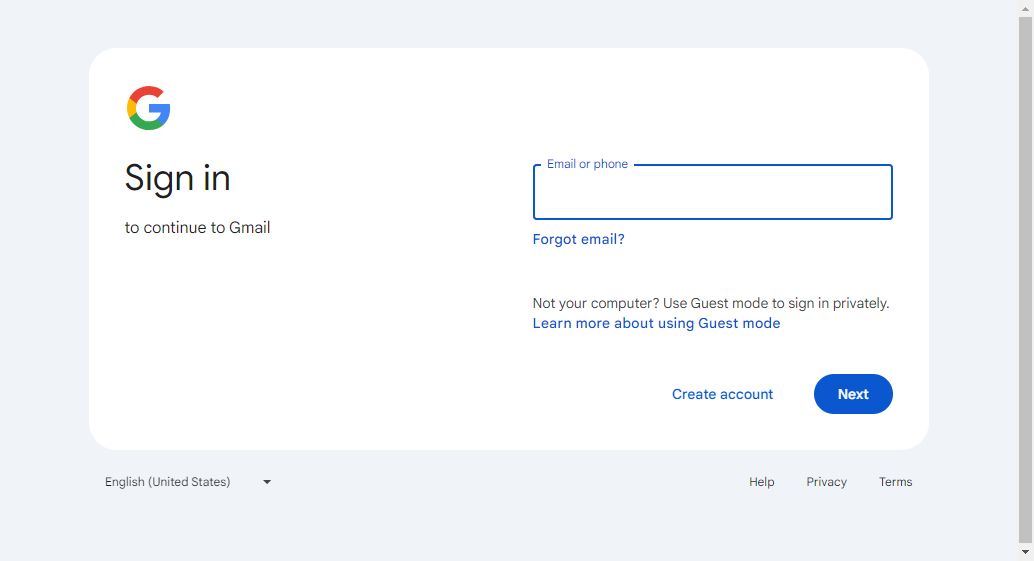 Sign in
to continue to Gmail
Email or phone
Forgot email?
Not your computer? Use Guest mode to sign in privately.
Learn more about using Guest mode
Create account
Next
English (United States)
Help
Privacy
Terms